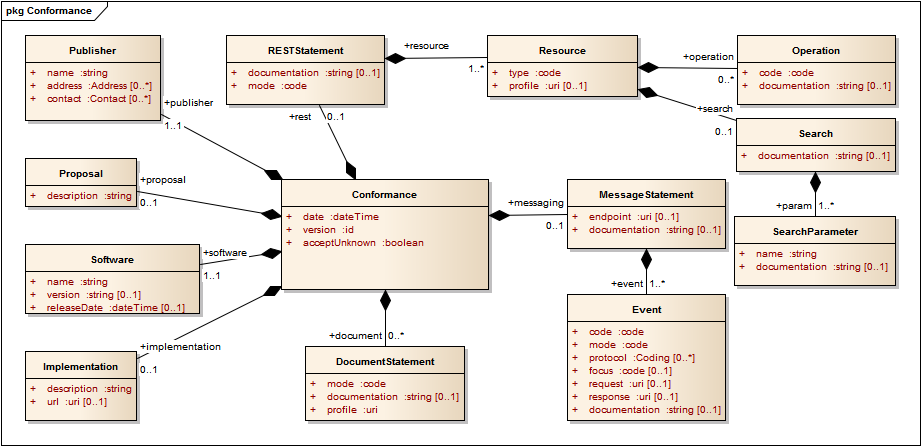 pkg Conformance
Publisher
+ name :string
+ address :Address [0..*]
+ contact :Contact [0..*]
RESTStatement
+ documentation :string [0..1]
+ mode :code
+resource
1..*
Resource
+ type :code
+ profile :uri [0..1]
+operation
0..*
Operation
+ code :code
+ documentation :string [0..1]
+publisher
1..1
+rest
0..1
+search
0..1
Search
+ documentation :string [0..1]
Proposal
+ description :string
+proposal
0..1
Conformance
+ date :dateTime
+ version :id
+ acceptUnknown :boolean
+messaging
0..1
MessageStatement
+ endpoint :uri [0..1]
+ documentation :string [0..1]
+param
1..*
SearchParameter
+ name :string
+ documentation :string [0..1]
Software
+ name :string
+ version :string [0..1]
+ releaseDate :dateTime [0..1]
+software
1..1
+event
1..*
Event
+ code :code
+ mode :code
+ protocol :Coding [0..*]
+ focus :code [0..1]
+ request :uri [0..1]
+ response :uri [0..1]
+ documentation :string [0..1]
+document
0..*
DocumentStatement
+ mode :code
+ documentation :string [0..1]
+ profile :uri
+implementation
0..1
Implementation
+ description :string
+ url :uri [0..1]